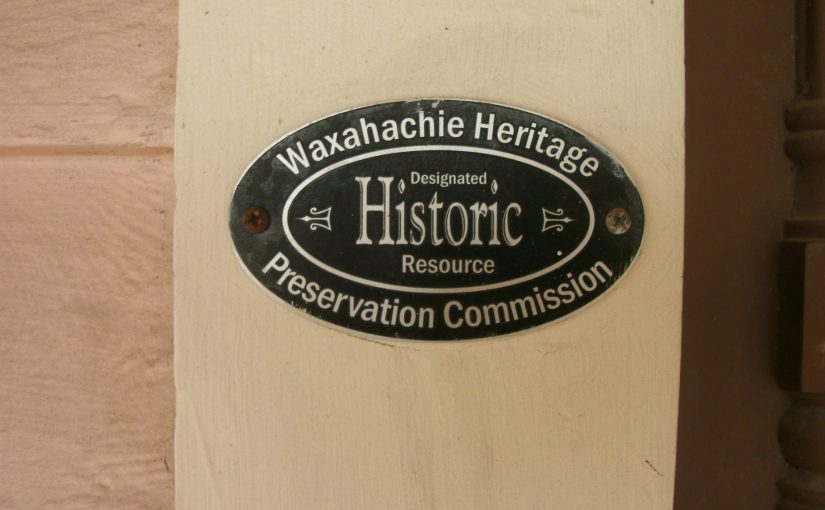 Waxahachie Heritage
Designated
Historic
Resource
Preservation Commission